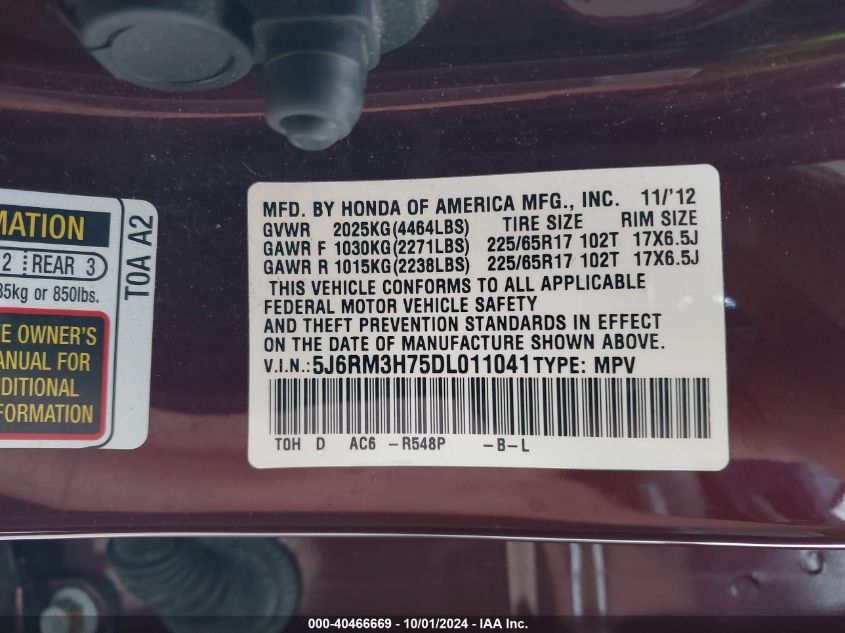 MATION
2 REAR 3
35kg or 850lbs.
E OWNER'S
ANUAL FOR
DITIONAL
FORMATION
TOA A2
MFD. BY HONDA OF AMERICA MFG., INC. 11/'12
GVWR 2025KG(4464LBS) TIRE SIZE RIM SIZE
GAWR F 1030KG(2271LBS) 225/65R17 102T 17X6.5J
GAWR R 1015KG(2238LBS) 225/65R17 102T 17X6.5J
THIS VEHICLE CONFORMS TO ALL APPLICABLE
FEDERAL MOTOR VEHICLE SAFETY
AND THEFT PREVENTION STANDARDS IN EFFECT
ON THE DATE OF MANUFACTURE SHOWN ABOVE.
V.I.N.:5J6RM3H75DL011041 TYPE: MPV
TOH D AC6 -R548P -B-L
000-40466669 - 10/01/2024 - IAA Inc.